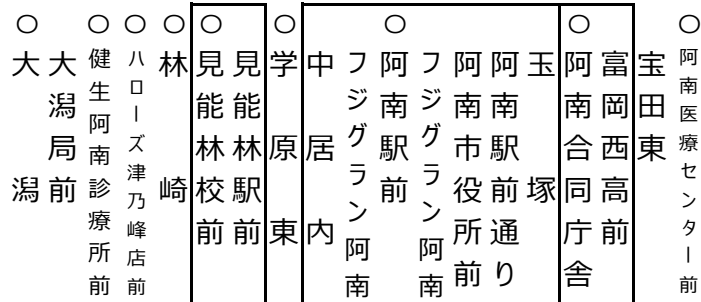 ○阿南医療センター前
宝田東
富岡西高前
○阿南合同庁舎
玉塚
阿南駅前通り
阿南市役所前
フジグラン阿南
○阿南駅前
フジグラン阿南
中居内
○学原東
見能林駅前
○見能林校前
○林崎
○ハローズ津乃峰店前
○健生阿南診療所前
大潟局前
○大潟